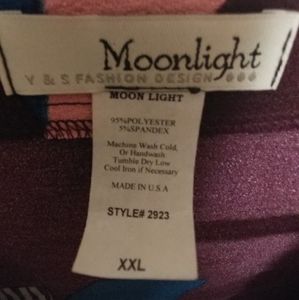 Moonlight
Y & S FASHION DESIGN
MOON LIGHT
95%POLYESTER
5%SPANDEX
Machine Wash Cold,
Or Handwash
Tumble Dry Low
Cool Iron if Necessary
MADE IN U.S.A
STYLE# 2923
XXL